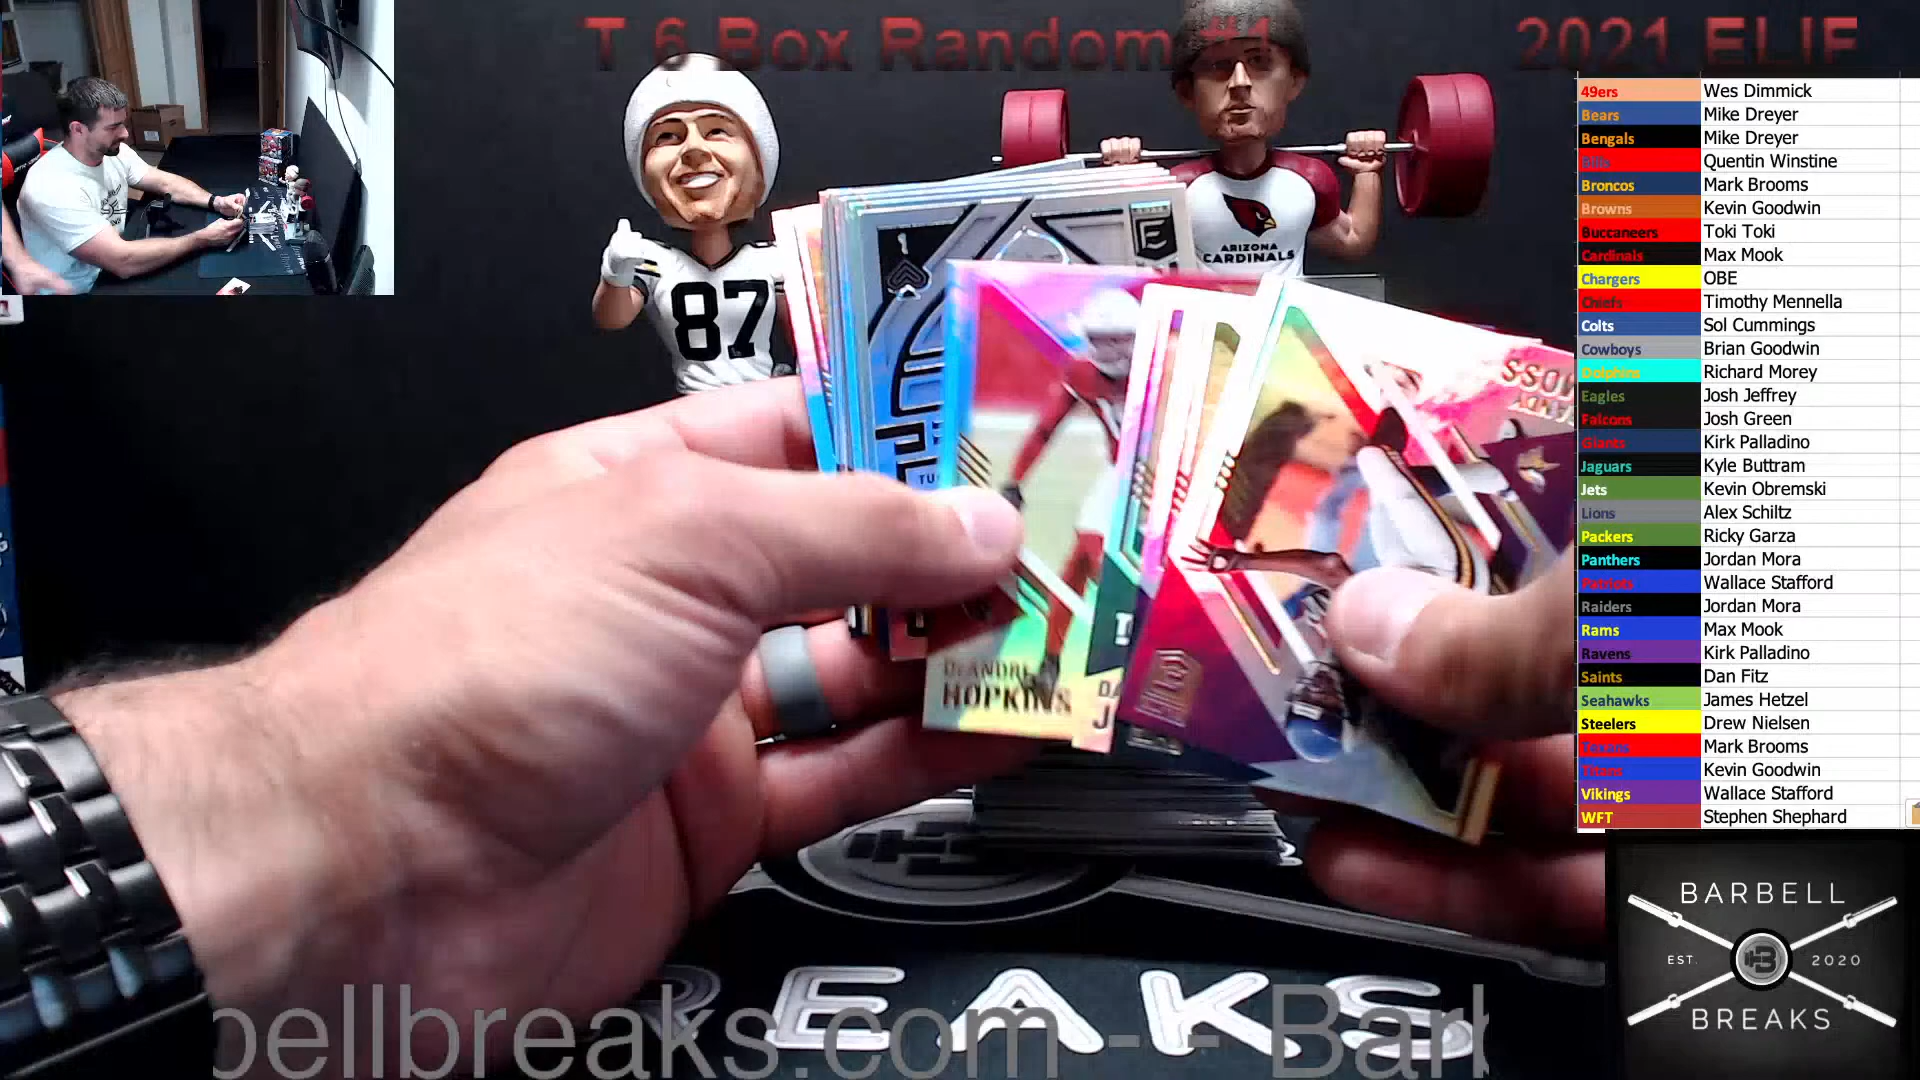 T 6 Box Random #1
2021 ELIF
49ers Wes Dimmick
Bears Mike Dreyer
Bengals Mike Dreyer
Bills Quentin Winstine
Broncos Mark Brooms
Browns Kevin Goodwin
Buccaneers Toki Toki
Cardinals Max Mook
Chargers OBE
Chiefs Timothy Mennella
Colts Sol Cummings
Cowboys Brian Goodwin
Dolphins Richard Morey
Eagles Josh Jeffrey
Falcons Josh Green
Giants Kirk Palladino
Jaguars Kyle Buttram
Jets Kevin Obremski
Lions Alex Schiltz
Packers Ricky Garza
Panthers Jordan Mora
Patriots Wallace Stafford
Raiders Jordan Mora
Rams Max Mook
Ravens Kirk Palladino
Saints Dan Fitz
Seahawks James Hetzel
Steelers Drew Nielsen
Texans Mark Brooms
Titans Kevin Goodwin
Vikings Wallace Stafford
WFT Stephen Shephard
87
ARIZONA
CARDINALS
MOSS
DeANDRE
HOPKINS
BARBELL
EST. B 2020
BREAKS
REAKS
bellbreaks.com -- Barl